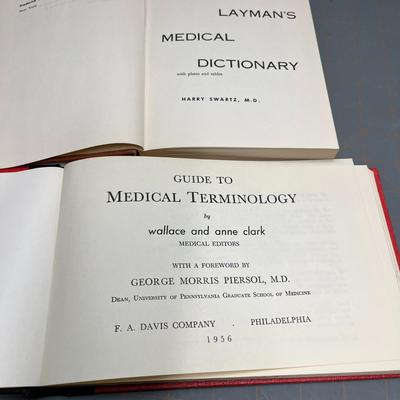 LAYMAN'S
MEDICAL
DICTIONARY
with plates and tables
HARRY SWARTZ, M.D.
GUIDE TO
MEDICAL TERMINOLOGY
by
wallace and anne clark
MEDICAL EDITORS
WITH A FOREWORD BY
GEORGE MORRIS PIERSOL, M.D.
DEAN, UNIVERSITY OF PENNSYLVANIA GRADUATE SCHOOL OF MEDICINE
F. A. DAVIS COMPANY . PHILADELPHIA
1956